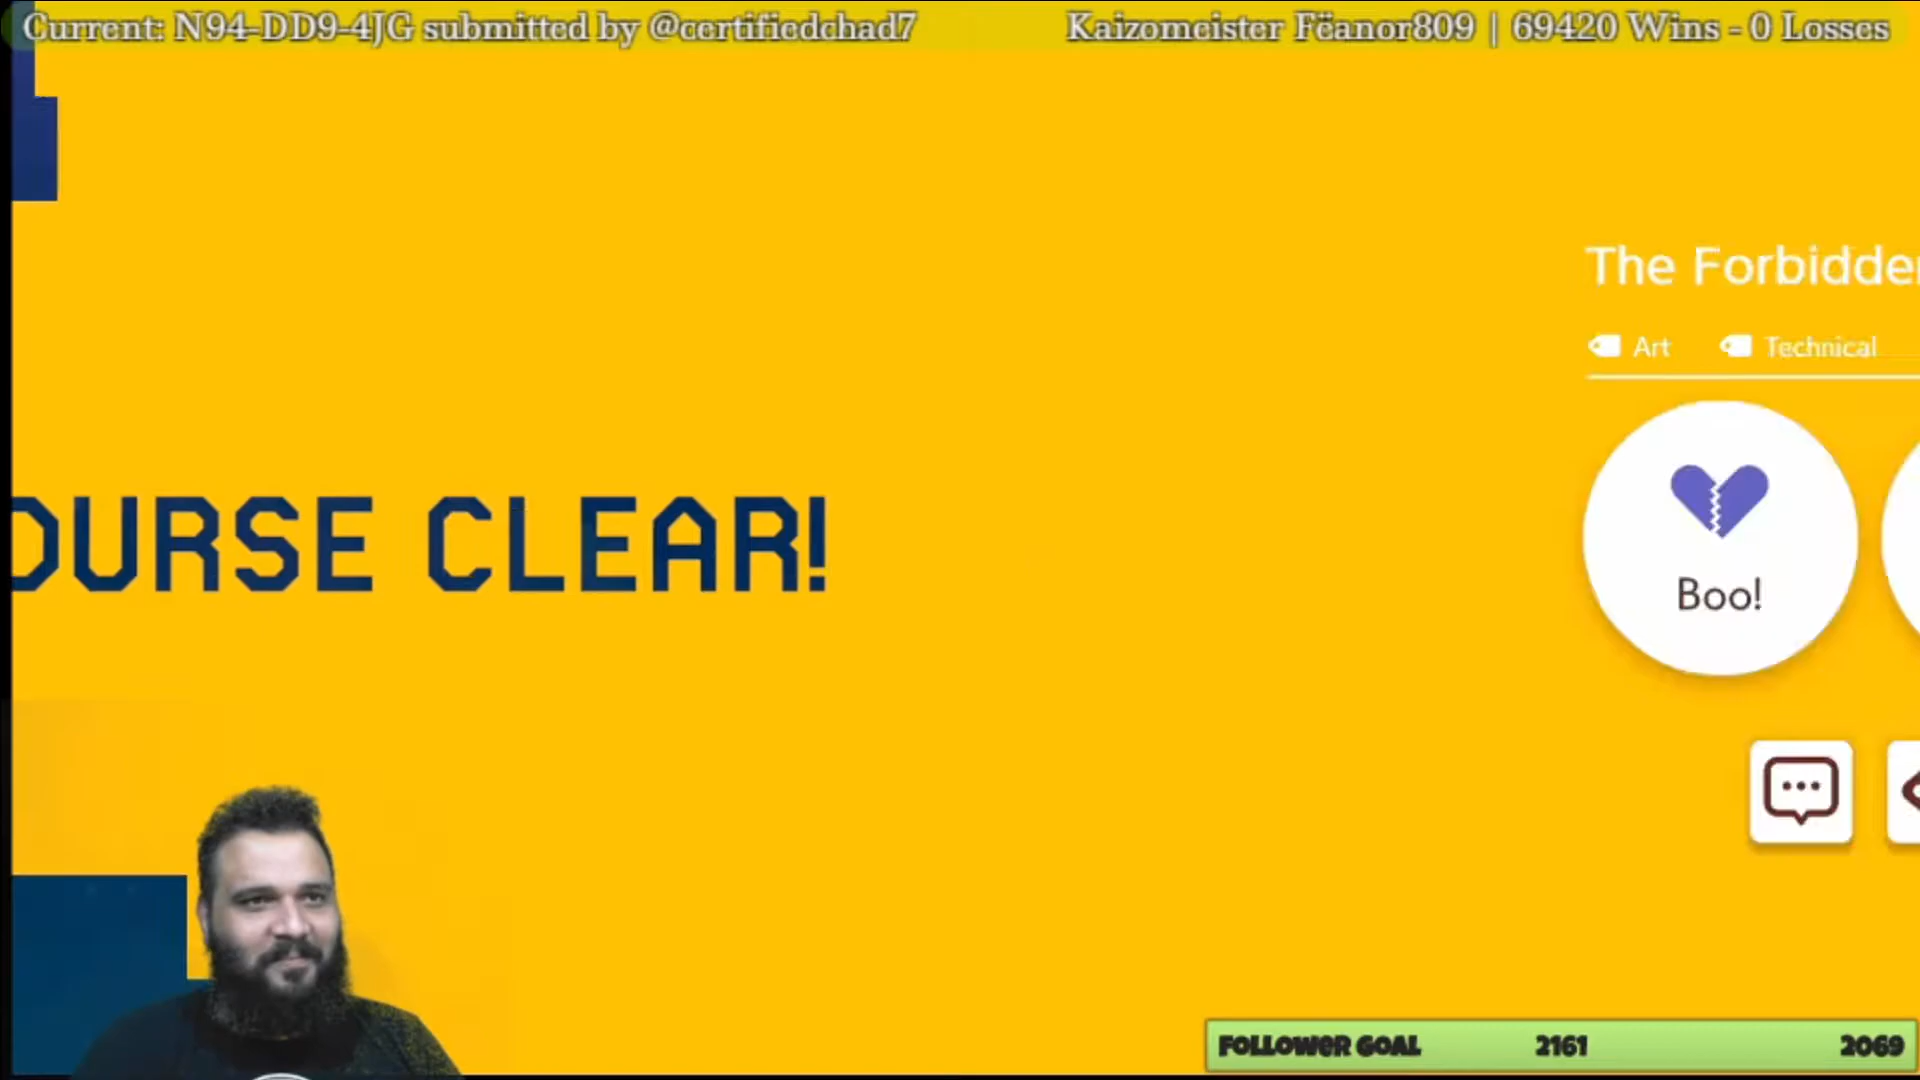 Current: N94-DD9-4JG submitted by @certifiedchad7
Kaizomeister Fëanor809 | 69420 Wins - 0 Losses
The Forbidden
Art
Technical
OURSE CLEAR!
Boo!
FOLLOWER GOAL 2161 2069